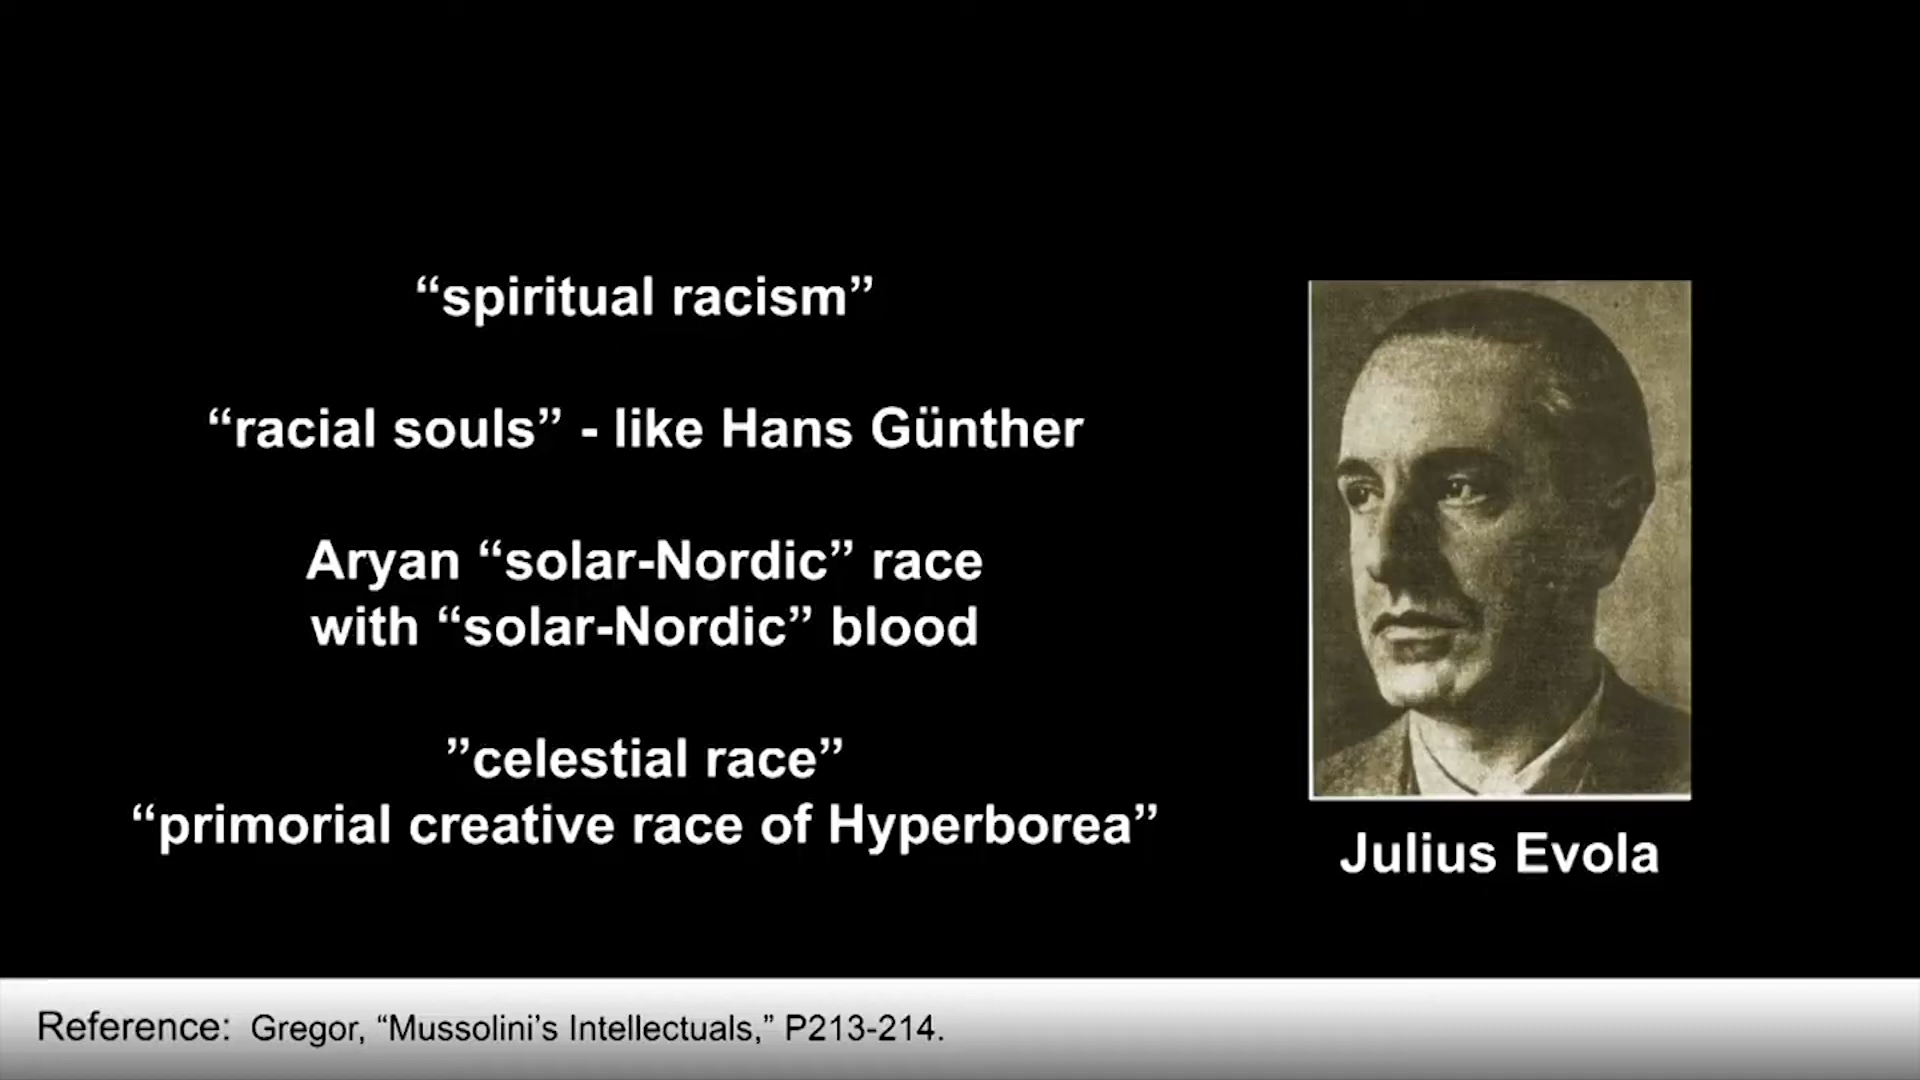 “spiritual racism”
“racial souls” - like Hans Günther
Aryan “solar-Nordic” race
with “solar-Nordic” blood
”celestial race”
“primorial creative race of Hyperborea”
Julius Evola
Reference: Gregor, “Mussolini’s Intellectuals,” P213-214.